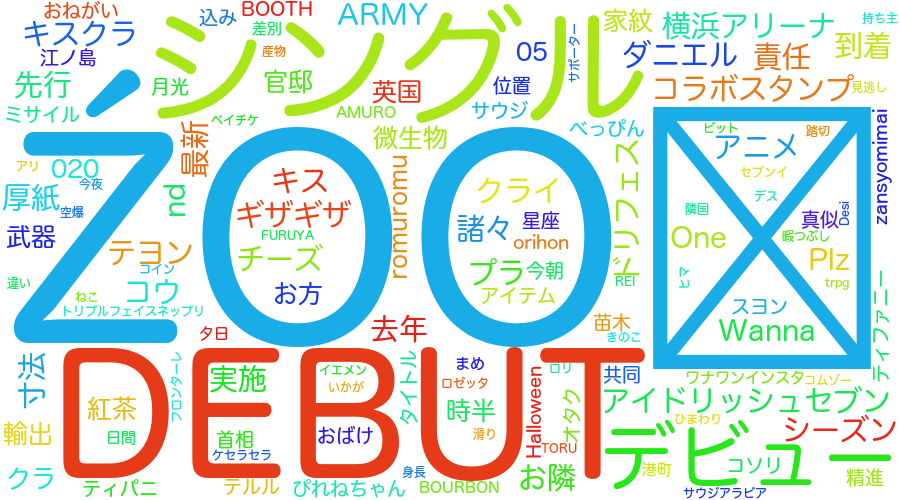 おねがい
込み
BOOTH
差別
ARMY
家紋
横浜アリーナ
持ち主
キスクラ
シングル
産物
05
サポーター
ダニエル
責任
到着
江ノ島
先行
月光
官邸
英国
位置
コラボスタンプ
見逃し
ミサイル
ベイチケ
AMURO
サウジ
べっぴん
ビット
踏切
最新
微生物
アニメ
zansyomimai
アリ
020
今夜
キス
クライ
セブンイ
デス
厚紙
nd
ギザギザ
romuromu
諸々
星座
ドリフェス
隣国
真似
Desi
空爆
ZOO
武器
FURUYA
orihon
One
暇つぶし
テヨン
チーズ
プラ
今朝
REI
ヒマ
Plz
コイン
違い
コウ
お方
アイテム
trpg
ねこ
スヨン
トリプルフェイスネップリ
夕日
去年
苗木
きのこ
Wanna
ティファニー
寸法
DEBUT
フロンターレ
実施
イエメン
いかが
タイトル
まめ
ロゼッタ
ロリ
共同
ワナワンインスタ
コムゾー
紅茶
時半
Halloween
オタク
アイドリッシュセブン
輸出
日間
首相
おばけ
滑り
ひまわり
シーズン
ケセラセラ
TORU
デビュー
クラ
テルル
身長
お隣
港町
コソリ
精進
ティパニ
ぴれねちゃん
BOURBON
サウジアラビア